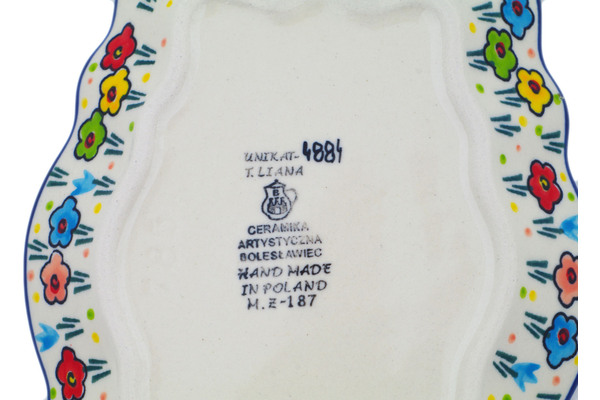 UNIKAT-4884
T. LIANA
B
CERAMIKA
ARTYSTYCZNA
BOLESŁAWIEC
HAND MADE
IN POLAND
M.Z-187